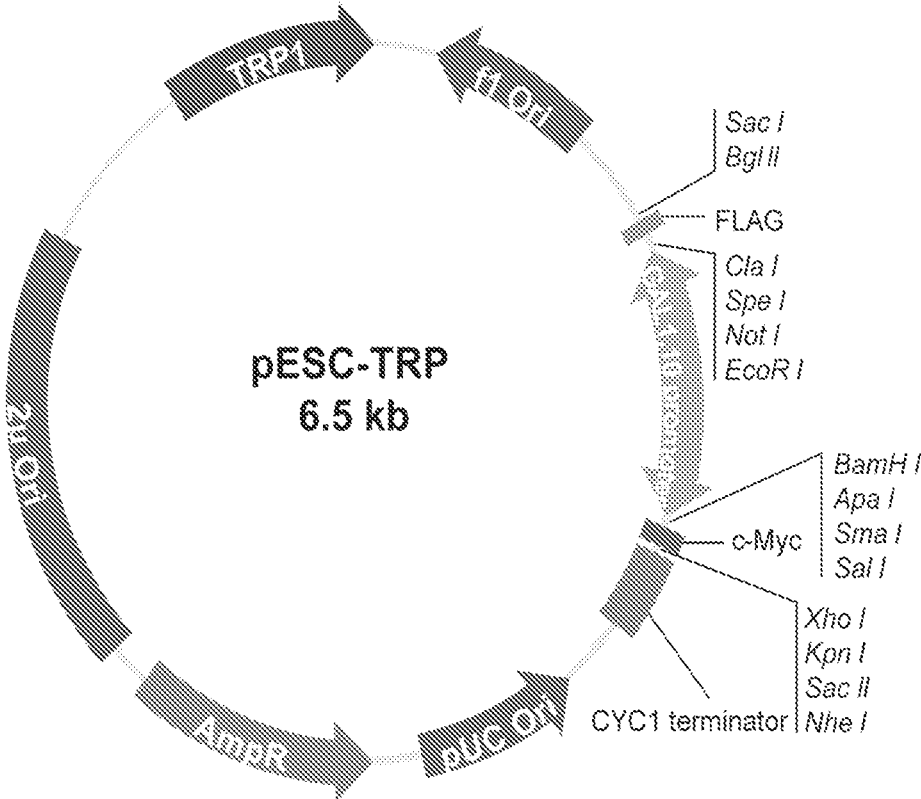 TRP1
f1 Ori
Sac I
Bgl II
FLAG
Cla I
Spe I
Not I
EcoR I
pESC-TRP
6.5 kb
2μ Ori
BamH I
Apa I
Sma I
Sal I
c-Myc
Xho I
Kpn I
Sac II
Nhe I
CYC1 terminator
pUC Ori
AmpR